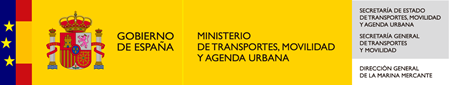 GOBIERNO
DE ESPAÑA
MINISTERIO
DE TRANSPORTES, MOVILIDAD
Y AGENDA URBANA
SECRETARÍA DE ESTADO
DE TRANSPORTES, MOVILIDAD
Y AGENDA URBANA
SECRETARÍA GENERAL
DE TRANSPORTES
Y MOVILIDAD
DIRECCIÓN GENERAL
DE LA MARINA MERCANTE